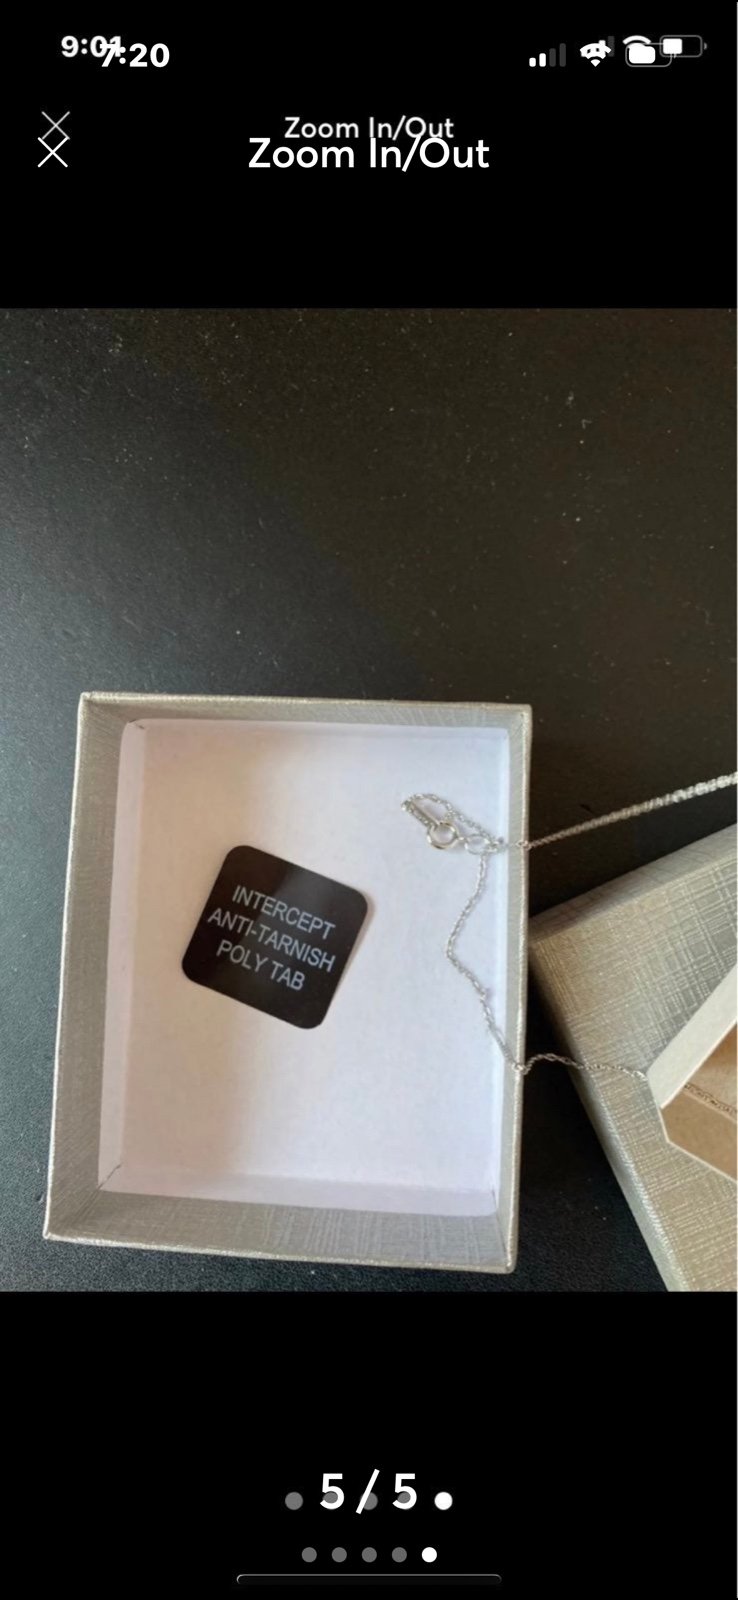 9:01
7:20
Zoom In/Out
Zoom In/Out
INTERCEPT
ANTI-TARNISH
POLY TAB
5 / 5